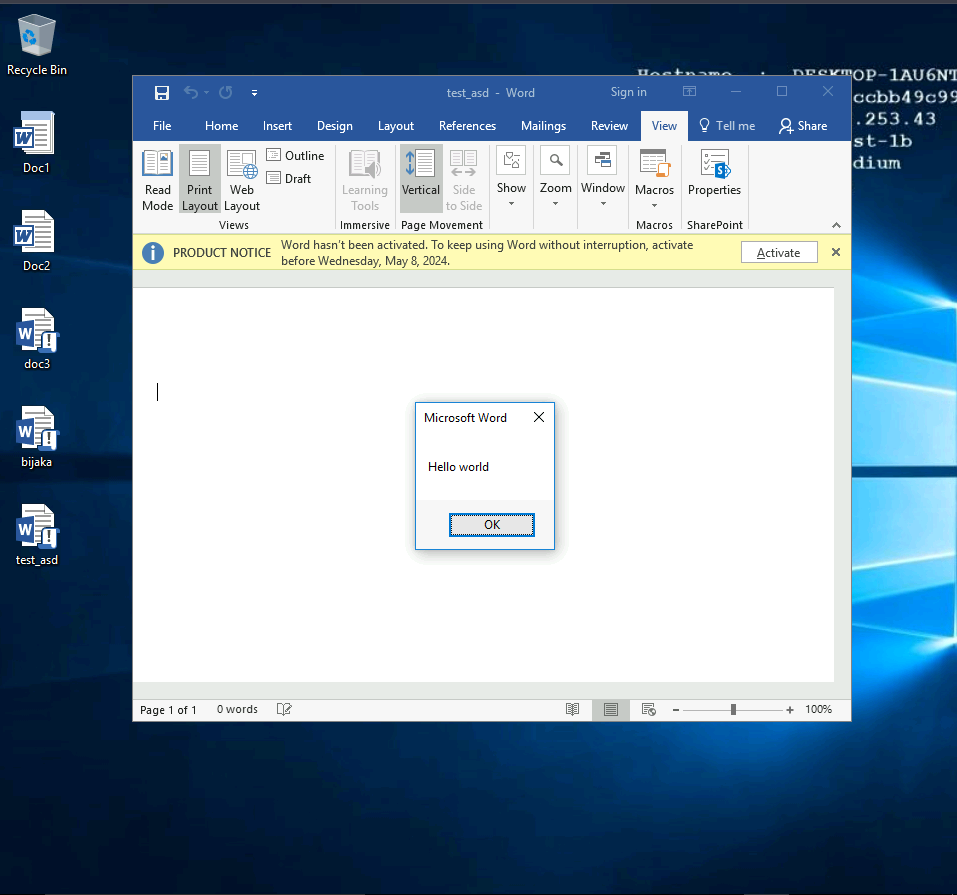 Recycle Bin
Doc1
Doc2
doc3
bijaka
test_asd
DESKTOP-1AU6NT
ccbb49c99
.253.43
st-1b
dium
test_asd - Word
Sign in
File Home Insert Design Layout References Mailings Review View Tell me Share
Read Mode
Print Layout
Web Layout
Outline
Draft
Views
Learning Tools
Immersive
Vertical
Side to Side
Page Movement
Show
Zoom
Window
Macros
Macros
Properties
SharePoint
PRODUCT NOTICE
Word hasn't been activated. To keep using Word without interruption, activate
before Wednesday, May 8, 2024.
Activate
Microsoft Word
Hello world
OK
Page 1 of 1 0 words
100%